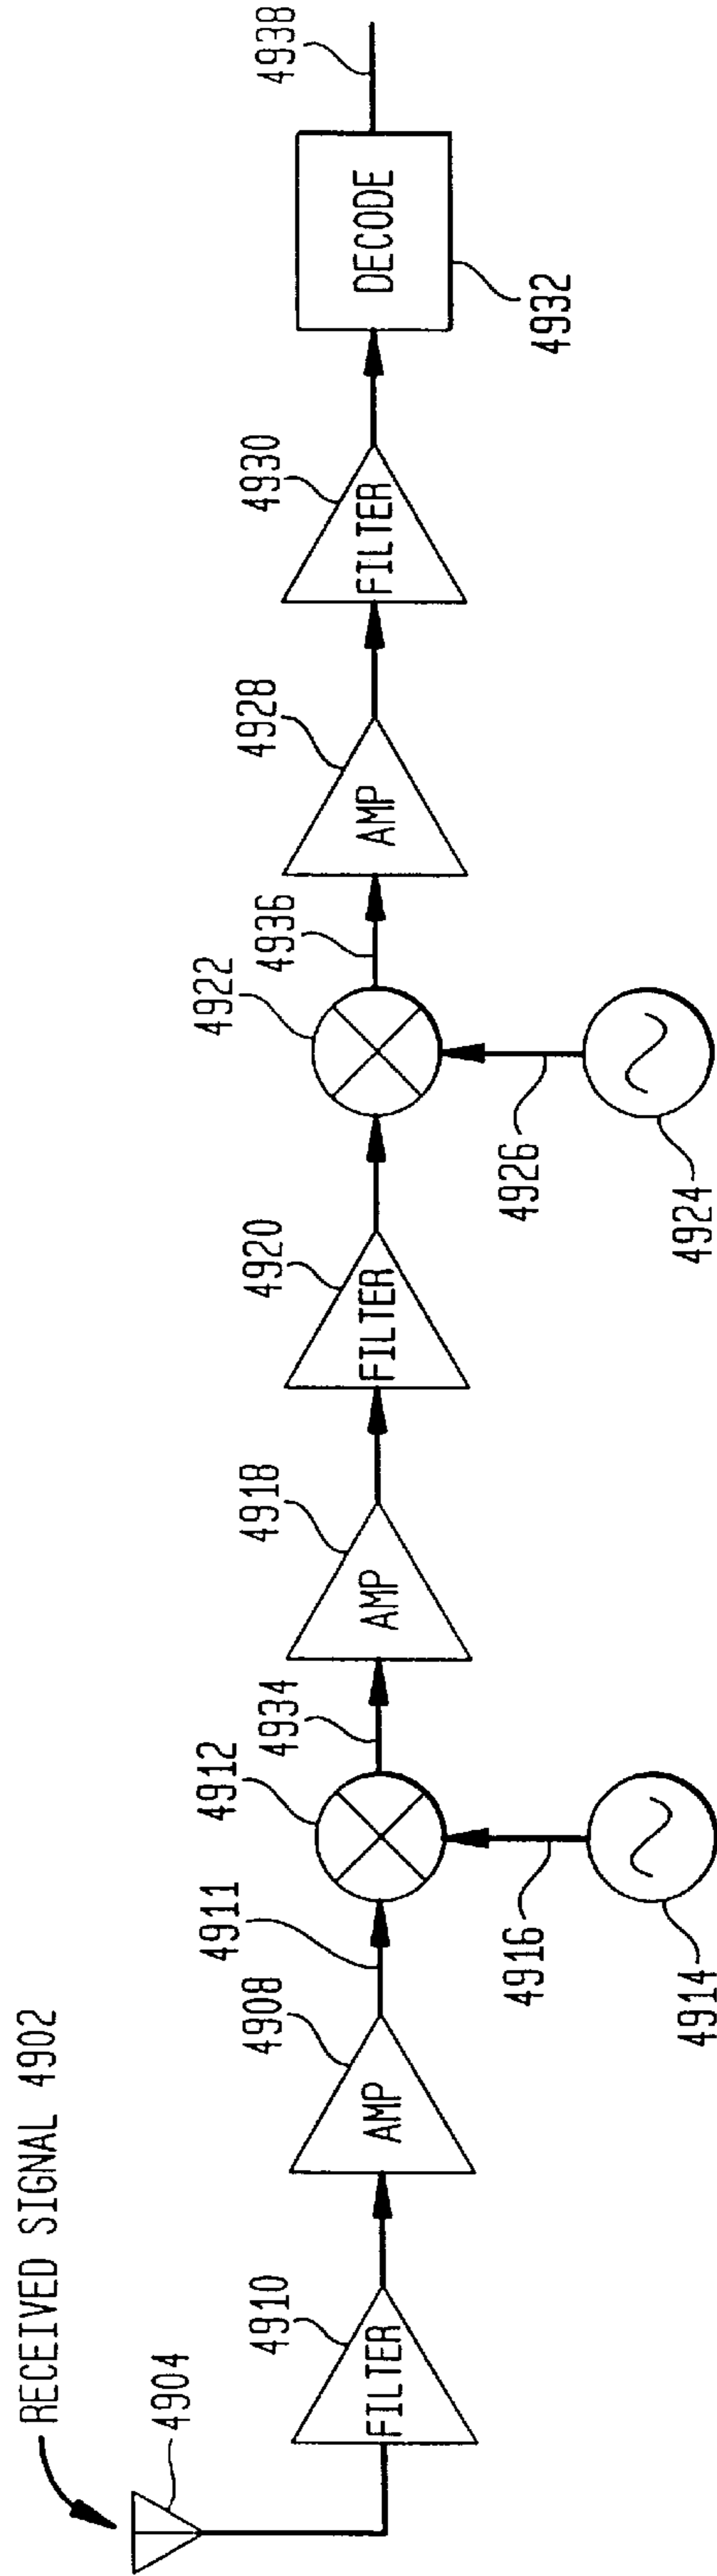 RECEIVED SIGNAL 4902
4904
FILTER
4910
AMP
4908
4911
4912
4916
4914
4934
AMP
4918
FILTER
4920
4922
4926
4924
4936
AMP
4928
FILTER
4930
DECODE
4932
4938